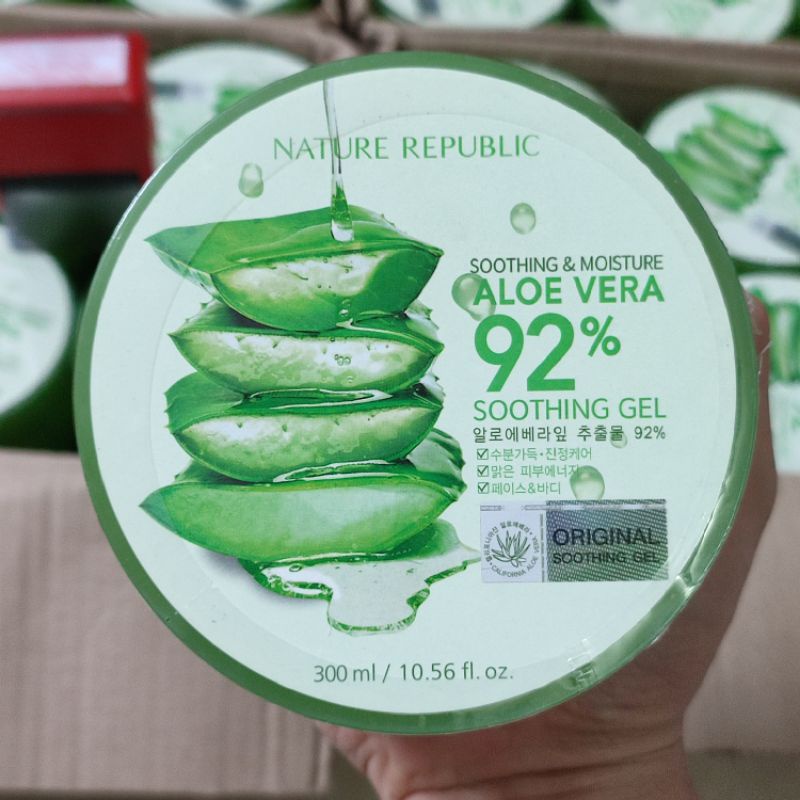 NATURE REPUBLIC
SOOTHING & MOISTURE
ALOE VERA
92%
SOOTHING GEL
알로에베라잎 추출물 92%
수분가득·진정케어
맑은 피부에너지
페이스&바디
ORIGINAL
SOOTHING GEL
CALIFORNIA ALOE VERA
300 ml / 10.56 fl. oz.